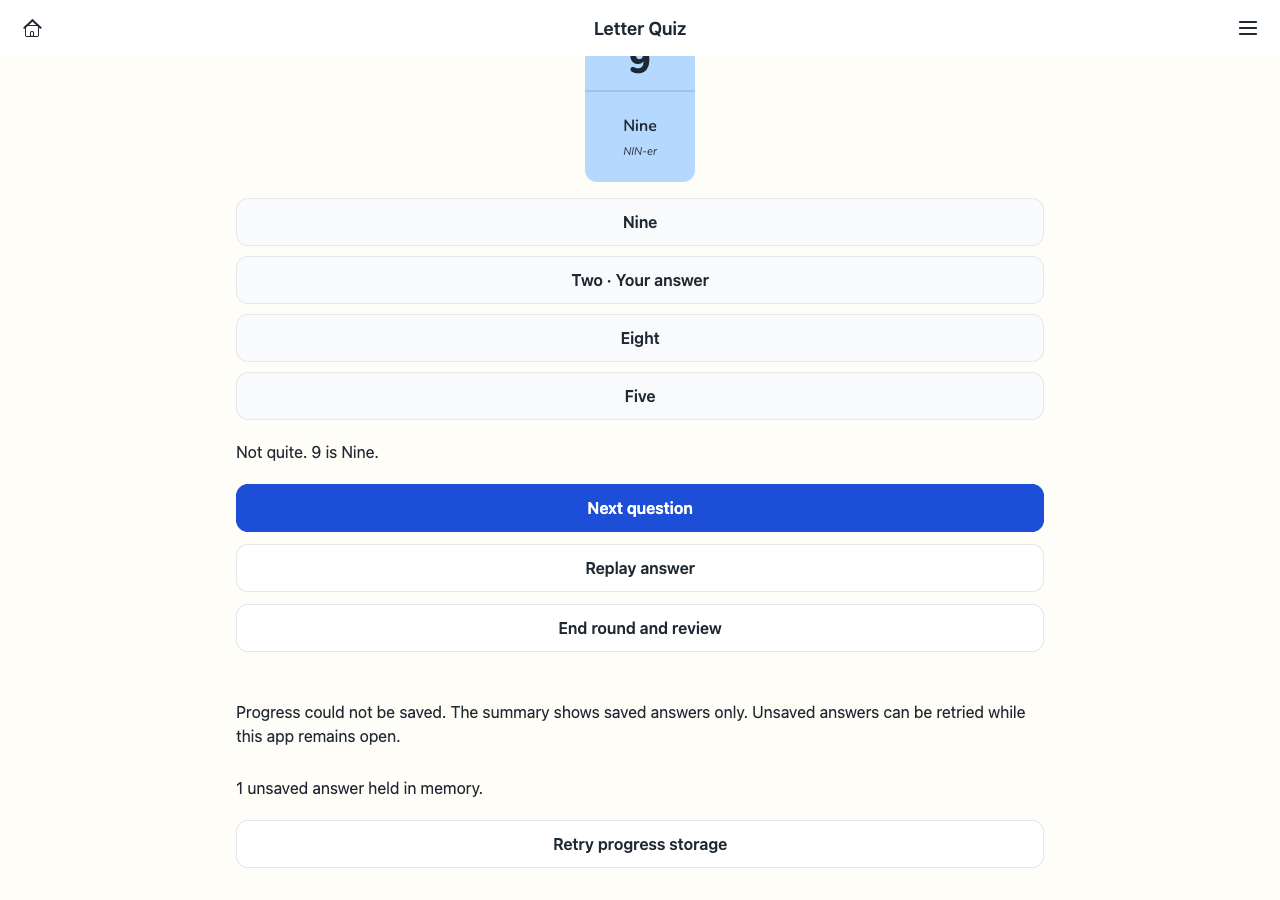 Letter Quiz
9
Nine
NIN-er
Nine
Two · Your answer
Eight
Five
Not quite. 9 is Nine.
Next question
Replay answer
End round and review
Progress could not be saved. The summary shows saved answers only. Unsaved answers can be retried while
this app remains open.
1 unsaved answer held in memory.
Retry progress storage